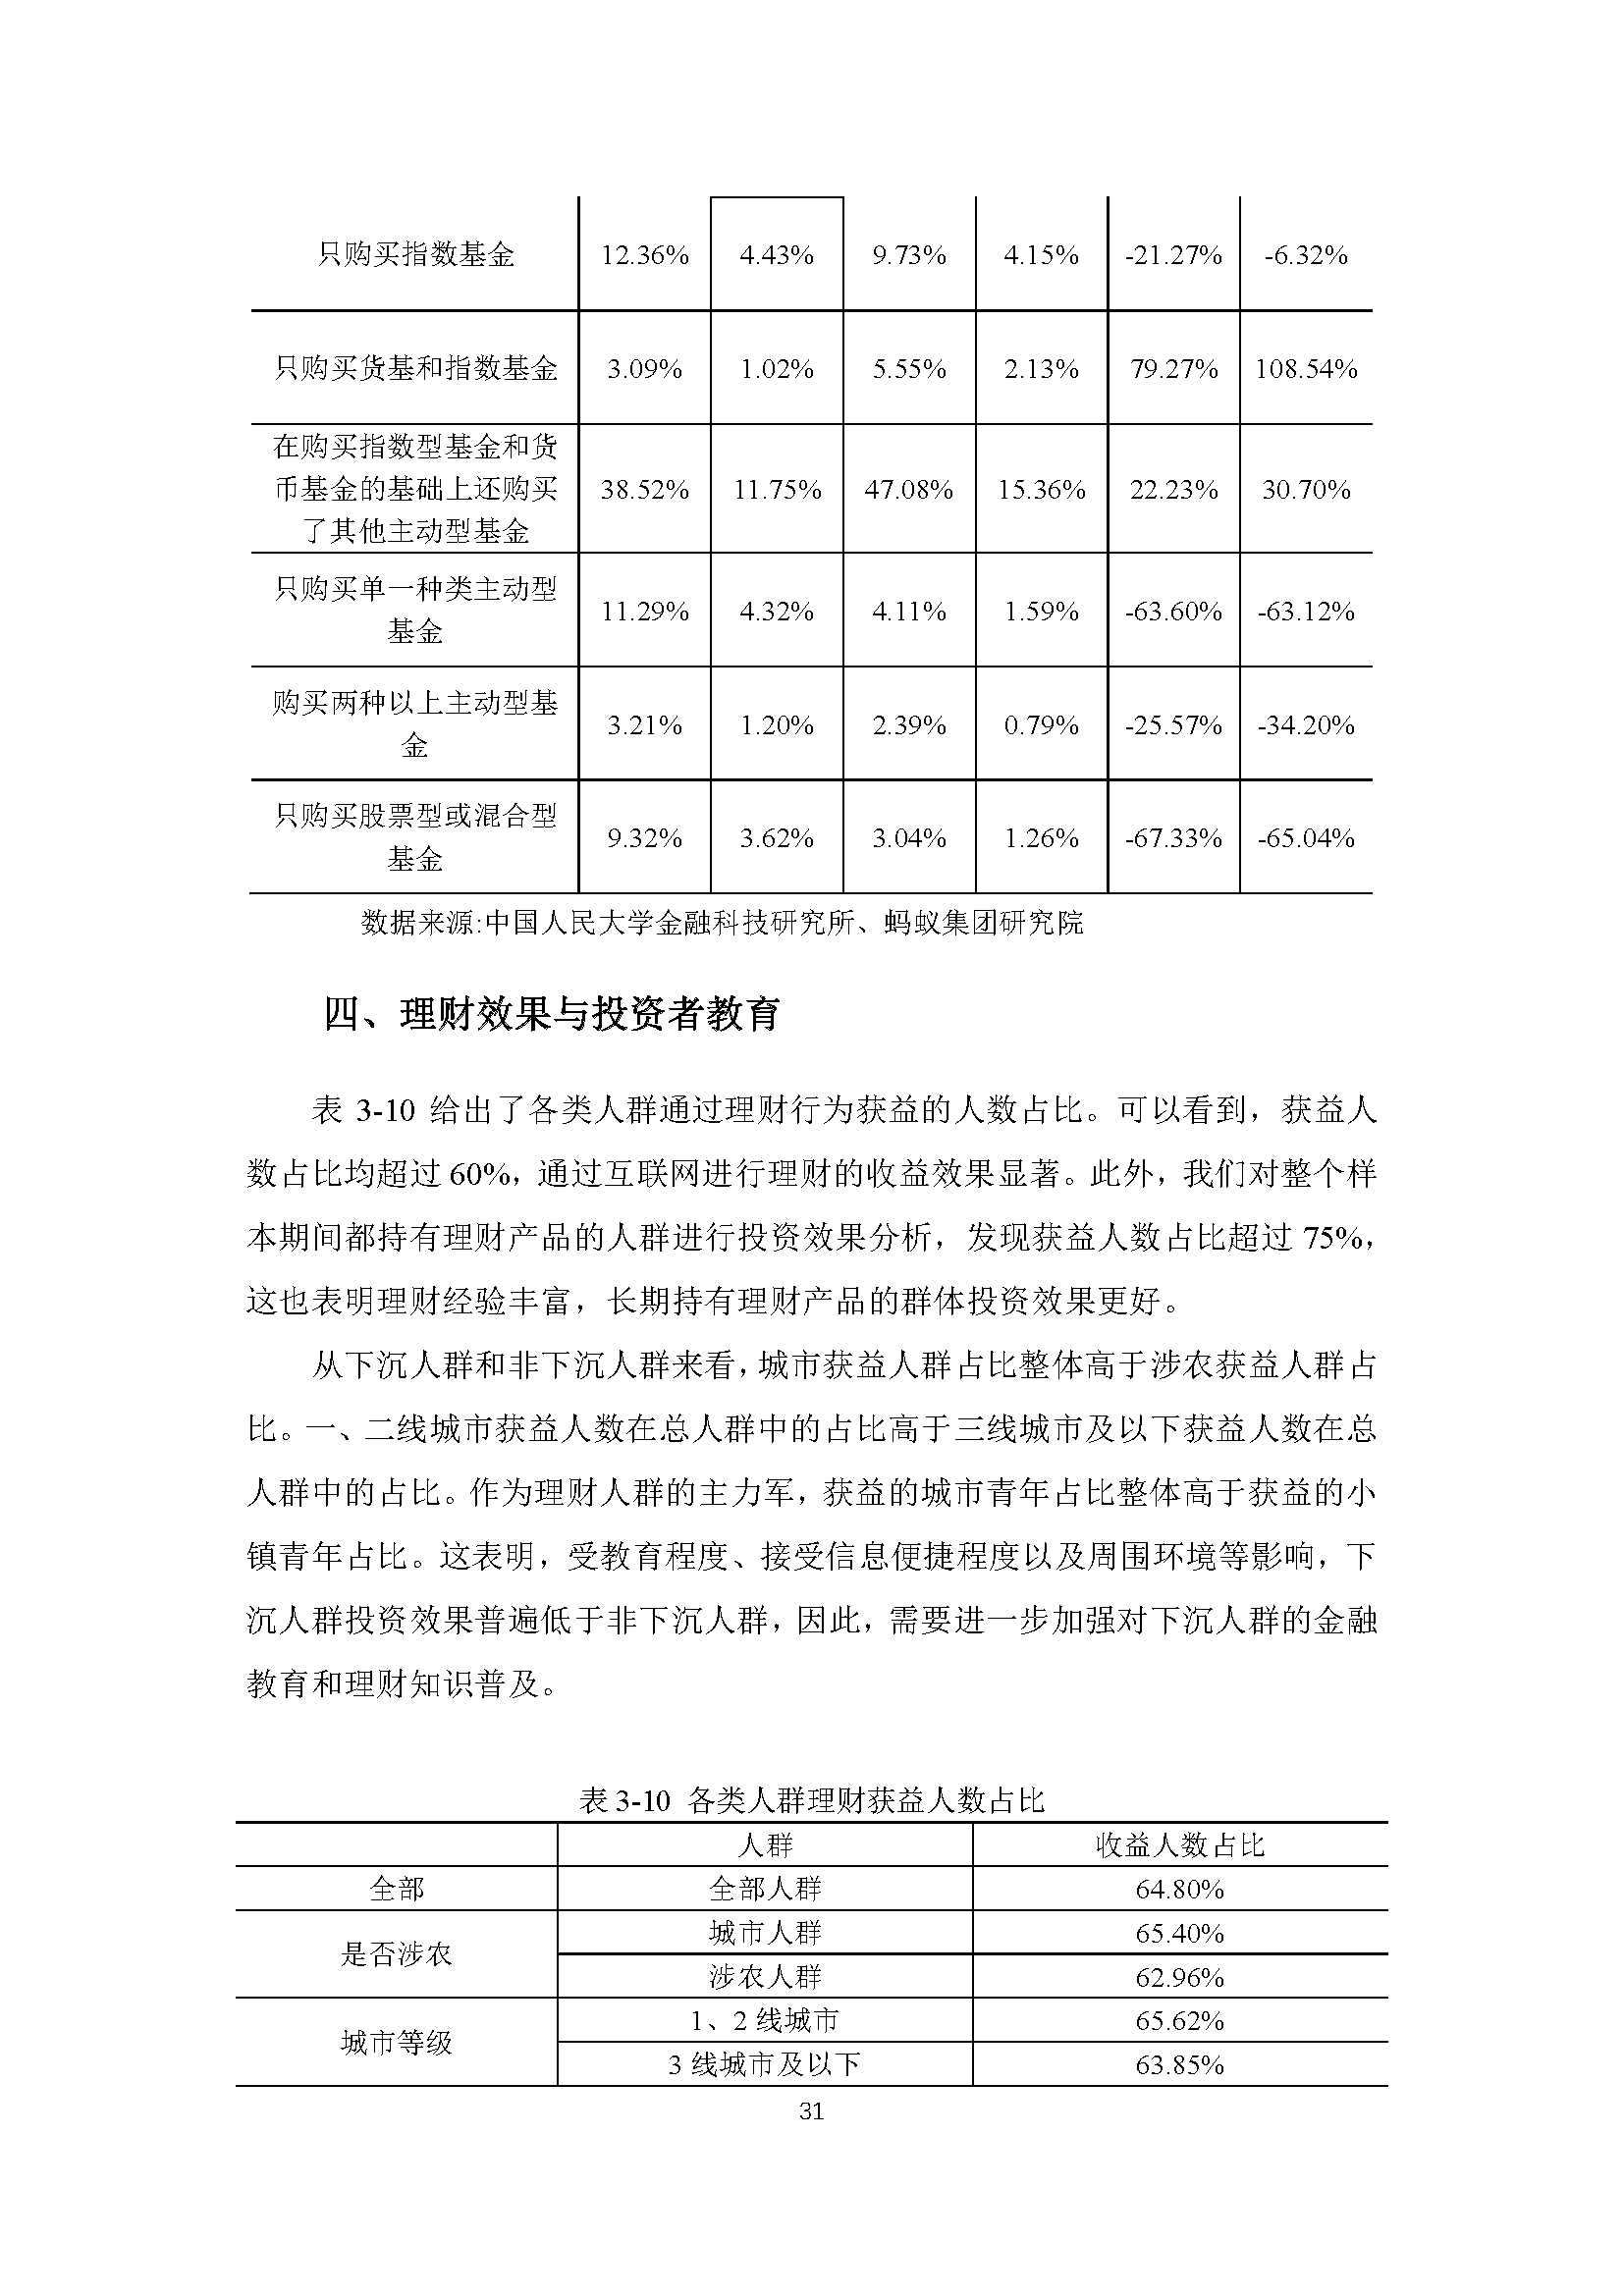 只购买指数基金 12.36% 4.43% 9.73% 4.15% -21.27% -6.32%
只购买货基和指数基金 3.09% 1.02% 5.55% 2.13% 79.27% 108.54%
在购买指数型基金和货
币基金的基础上还购买 38.52% 11.75% 47.08% 15.36% 22.23% 30.70%
了其他主动型基金
只购买单一种类主动型
基金 11.29% 4.32% 4.11% 1.59% -63.60% -63.12%
购买两种以上主动型基
金 3.21% 1.20% 2.39% 0.79% -25.57% -34.20%
只购买股票型或混合型
基金 9.32% 3.62% 3.04% 1.26% -67.33% -65.04%
数据来源:中国人民大学金融科技研究所、蚂蚁集团研究院
四、理财效果与投资者教育
表 3-10 给出了各类人群通过理财行为获益的人数占比。可以看到，获益人
数占比均超过 60%，通过互联网进行理财的收益效果显著。此外，我们对整个样
本期间都持有理财产品的人群进行投资效果分析，发现获益人数占比超过 75%，
这也表明理财经验丰富，长期持有理财产品的群体投资效果更好。
从下沉人群和非下沉人群来看，城市获益人群占比整体高于涉农获益人群占
比。一、二线城市获益人数在总人群中的占比高于三线城市及以下获益人数在总
人群中的占比。作为理财人群的主力军，获益的城市青年占比整体高于获益的小
镇青年占比。这表明，受教育程度、接受信息便捷程度以及周围环境等影响，下
沉人群投资效果普遍低于非下沉人群，因此，需要进一步加强对下沉人群的金融
教育和理财知识普及。
表 3-10 各类人群理财获益人数占比
人群 收益人数占比
全部 全部人群 64.80%
是否涉农 城市人群 65.40%
涉农人群 62.96%
城市等级 1、2 线城市 65.62%
3 线城市及以下 63.85%
31